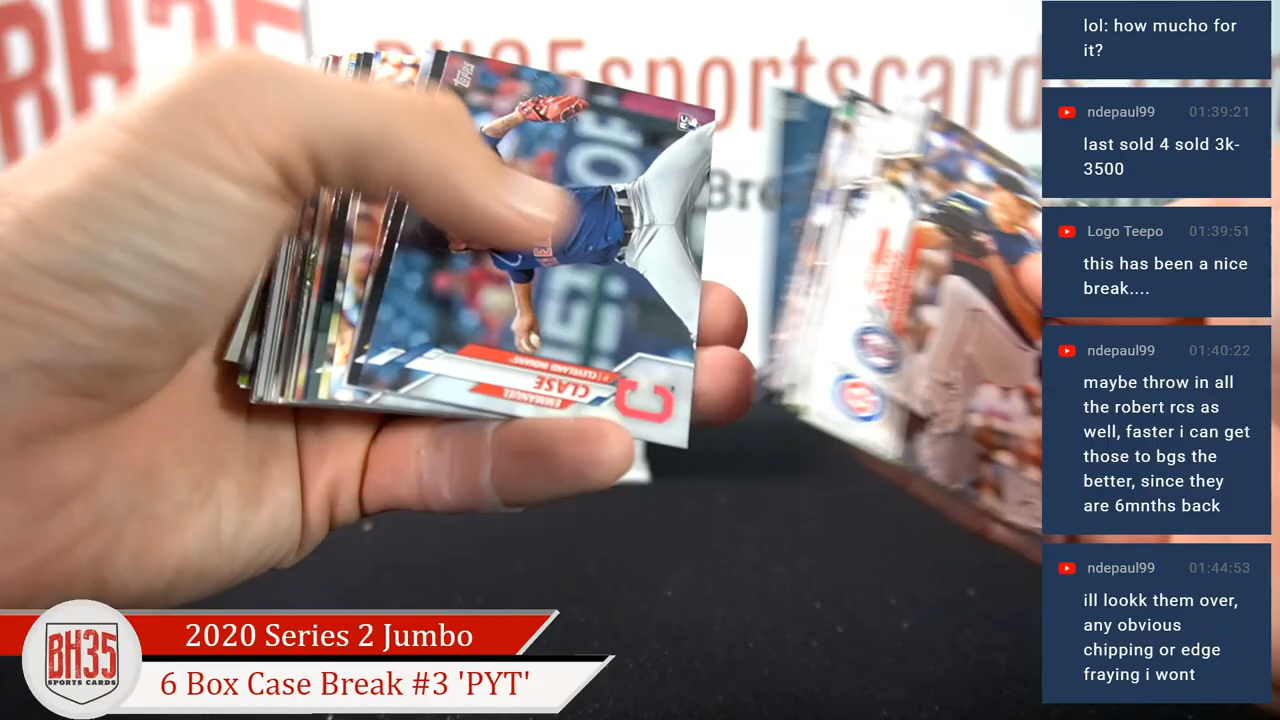 BH35sportscards.com
TOPPS
RC
EMMANUEL
CLASE
P | CLEVELAND INDIANS
C
OF
lol: how mucho for
it?
ndepaul99 01:39:21
last sold 4 sold 3k-
3500
Logo Teepo 01:39:51
this has been a nice
break....
ndepaul99 01:40:22
maybe throw in all
the robert rcs as
well, faster i can get
those to bgs the
better, since they
are 6mnths back
ndepaul99 01:44:53
ill lookk them over,
any obvious
chipping or edge
fraying i wont
BH35
SPORTS CARDS
2020 Series 2 Jumbo
6 Box Case Break #3 'PYT'